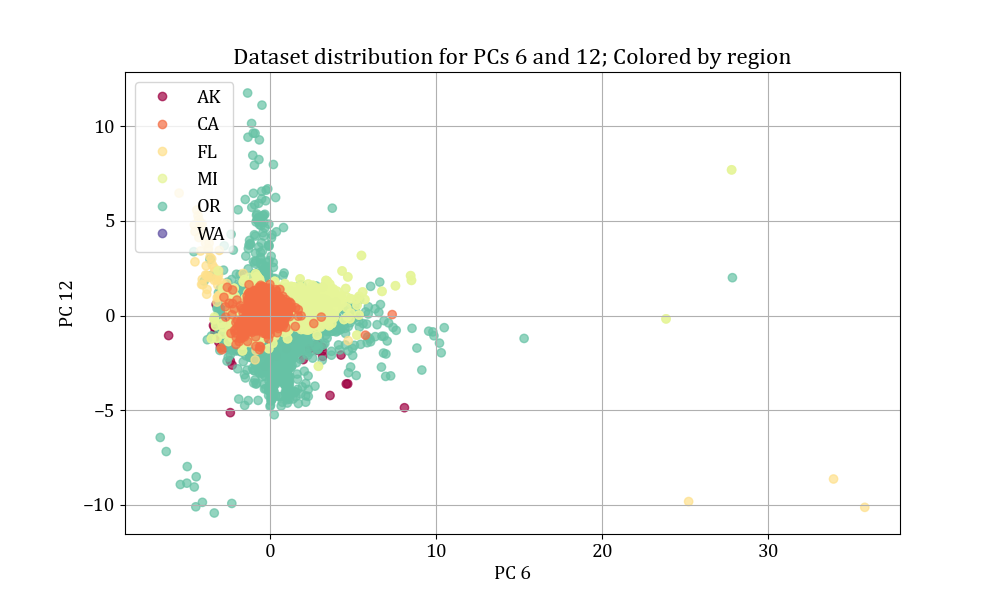 Dataset distribution for PCs 6 and 12; Colored by region
AK
CA
FL
MI
OR
WA
10
5
0
−5
−10
PC 12
0
10
20
30
PC 6